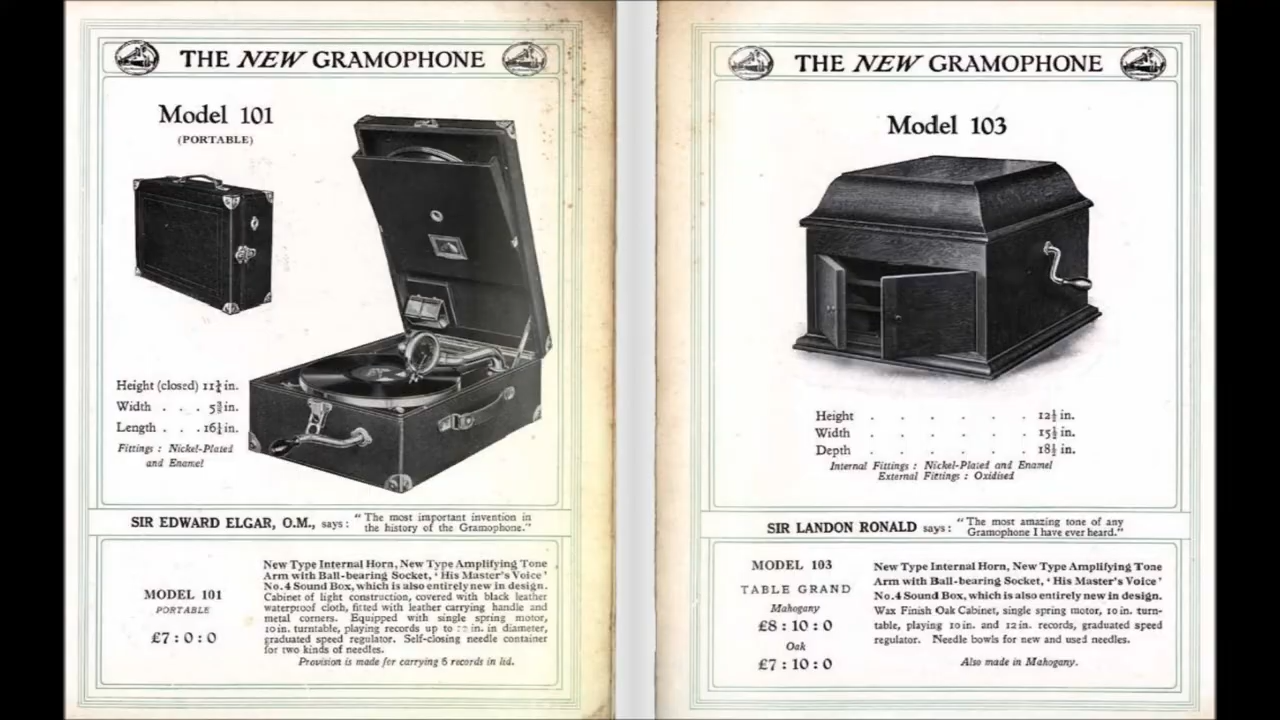 THE NEW GRAMOPHONE
Model 101
(PORTABLE)
Height (closed) 11¼ in.
Width . . . 5¾ in.
Length . . . 16¼ in.
Fittings : Nickel-Plated
and Enamel
SIR EDWARD ELGAR, O.M., says: "The most important invention in
the history of the Gramophone."
MODEL 101
PORTABLE
£7 : 0 : 0
New Type Internal Horn, New Type Amplifying Tone
Arm with Ball-bearing Socket, 'His Master's Voice'
No. 4 Sound Box, which is also entirely new in design.
Cabinet of light construction, covered with black leather
waterproof cloth, fitted with leather carrying handle and
metal corners. Equipped with single spring motor,
10 in. turntable, playing records up to in. in diameter,
graduated speed regulator. Self-closing needle container
for two kinds of needles.
Provision is made for carrying 6 records in lid.
THE NEW GRAMOPHONE
Model 103
Height . . . . . . 12½ in.
Width . . . . . . 15½ in.
Depth . . . . . . 18½ in.
Internal Fittings : Nickel-Plated and Enamel
External Fittings : Oxidised
SIR LANDON RONALD says: "The most amazing tone of any
Gramophone I have ever heard."
MODEL 103
TABLE GRAND
Mahogany
£8 : 10 : 0
Oak
£7 : 10 : 0
New Type Internal Horn, New Type Amplifying Tone
Arm with Ball-bearing Socket, 'His Master's Voice'
No. 4 Sound Box, which is also entirely new in design.
Wax Finish Oak Cabinet, single spring motor, 10 in. turn-
table, playing 10 in. and 12 in. records, graduated speed
regulator. Needle bowls for new and used needles.
Also made in Mahogany.